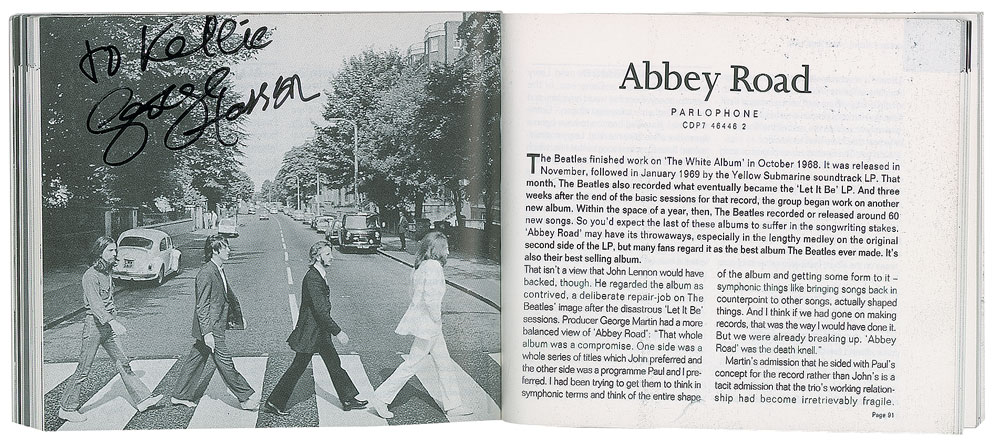 to Kellie
George Harrison
Abbey Road
PARLOPHONE
CDP7 46446 2
The Beatles finished work on 'The White Album' in October 1968. It was released in
November, followed in January 1969 by the Yellow Submarine soundtrack LP. That
month, The Beatles also recorded what eventually became the 'Let It Be' LP. And three
weeks after the end of the basic sessions for that record, the group began work on another
new album. Within the space of a year, then, The Beatles recorded or released around 60
new songs. So you'd expect the last of these albums to suffer in the songwriting stakes.
'Abbey Road' may have its throwaways, especially in the lengthy medley on the original
second side of the LP, but many fans regard it as the best album The Beatles ever made. It's
also their best selling album.
That isn't a view that John Lennon would have
backed, though. He regarded the album as
contrived, a deliberate repair-job on The
Beatles' image after the disastrous 'Let It Be'
sessions. Producer George Martin had a more
balanced view of 'Abbey Road': "That whole
album was a compromise. One side was a
whole series of titles which John preferred and
the other side was a programme Paul and I pre-
ferred. I had been trying to get them to think in
symphonic terms and think of the entire shape
of the album and getting some form to it –
symphonic things like bringing songs back in
counterpoint to other songs, actually shaped
things. And I think if we had gone on making
records, that was the way I would have done it.
But we were already breaking up. 'Abbey
Road' was the death knell."
Martin's admission that he sided with Paul's
concept for the record rather than John's is a
tacit admission that the trio's working relation-
ship had become irretrievably fragile.
Page 91